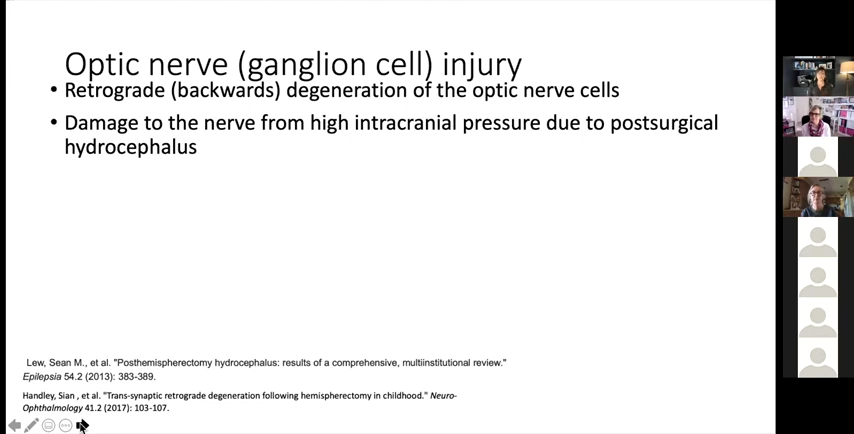 Optic nerve (ganglion cell) injury
• Retrograde (backwards) degeneration of the optic nerve cells
• Damage to the nerve from high intracranial pressure due to postsurgical
hydrocephalus
Lew, Sean M., et al. "Posthemispherectomy hydrocephalus: results of a comprehensive, multiinstitutional review."
Epilepsia 54.2 (2013): 383-389.
Handley, Sian , et al. "Trans-synaptic retrograde degeneration following hemispherectomy in childhood." Neuro-
Ophthalmology 41.2 (2017): 103-107.